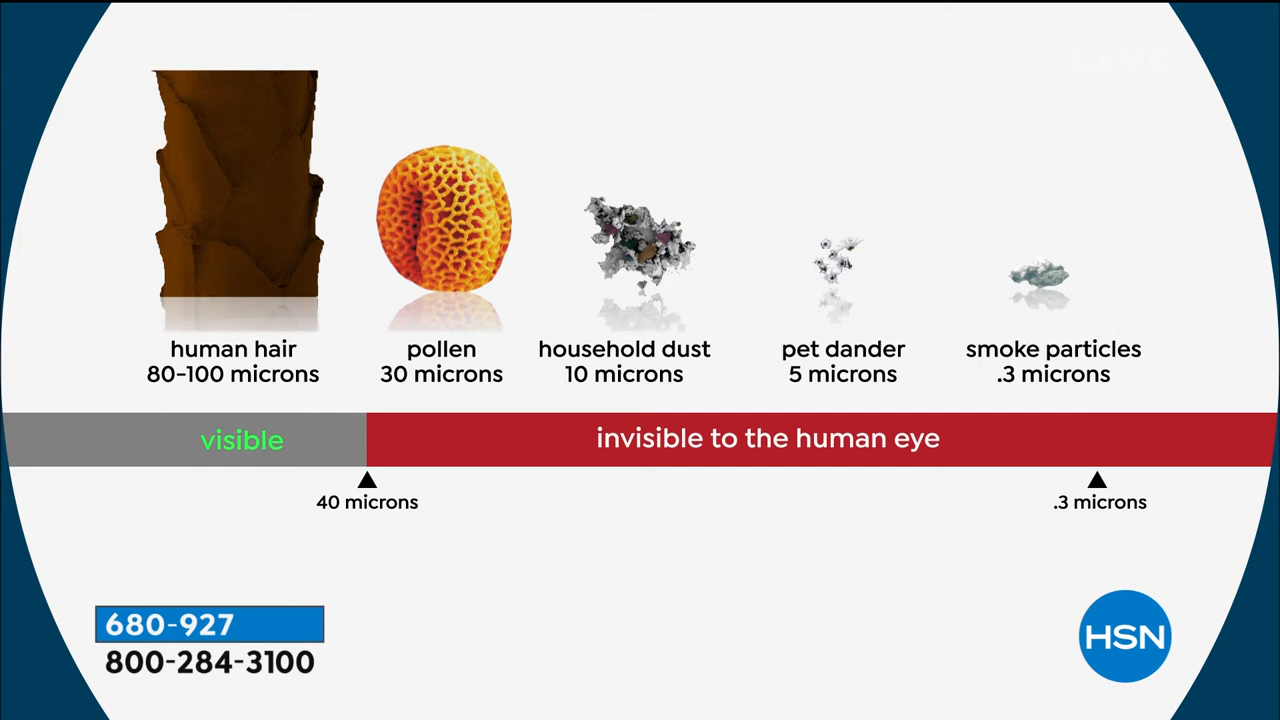 human hair
80-100 microns
pollen
30 microns
household dust
10 microns
pet dander
5 microns
smoke particles
.3 microns
visible
invisible to the human eye
40 microns
.3 microns
680-927
800-284-3100
HSN